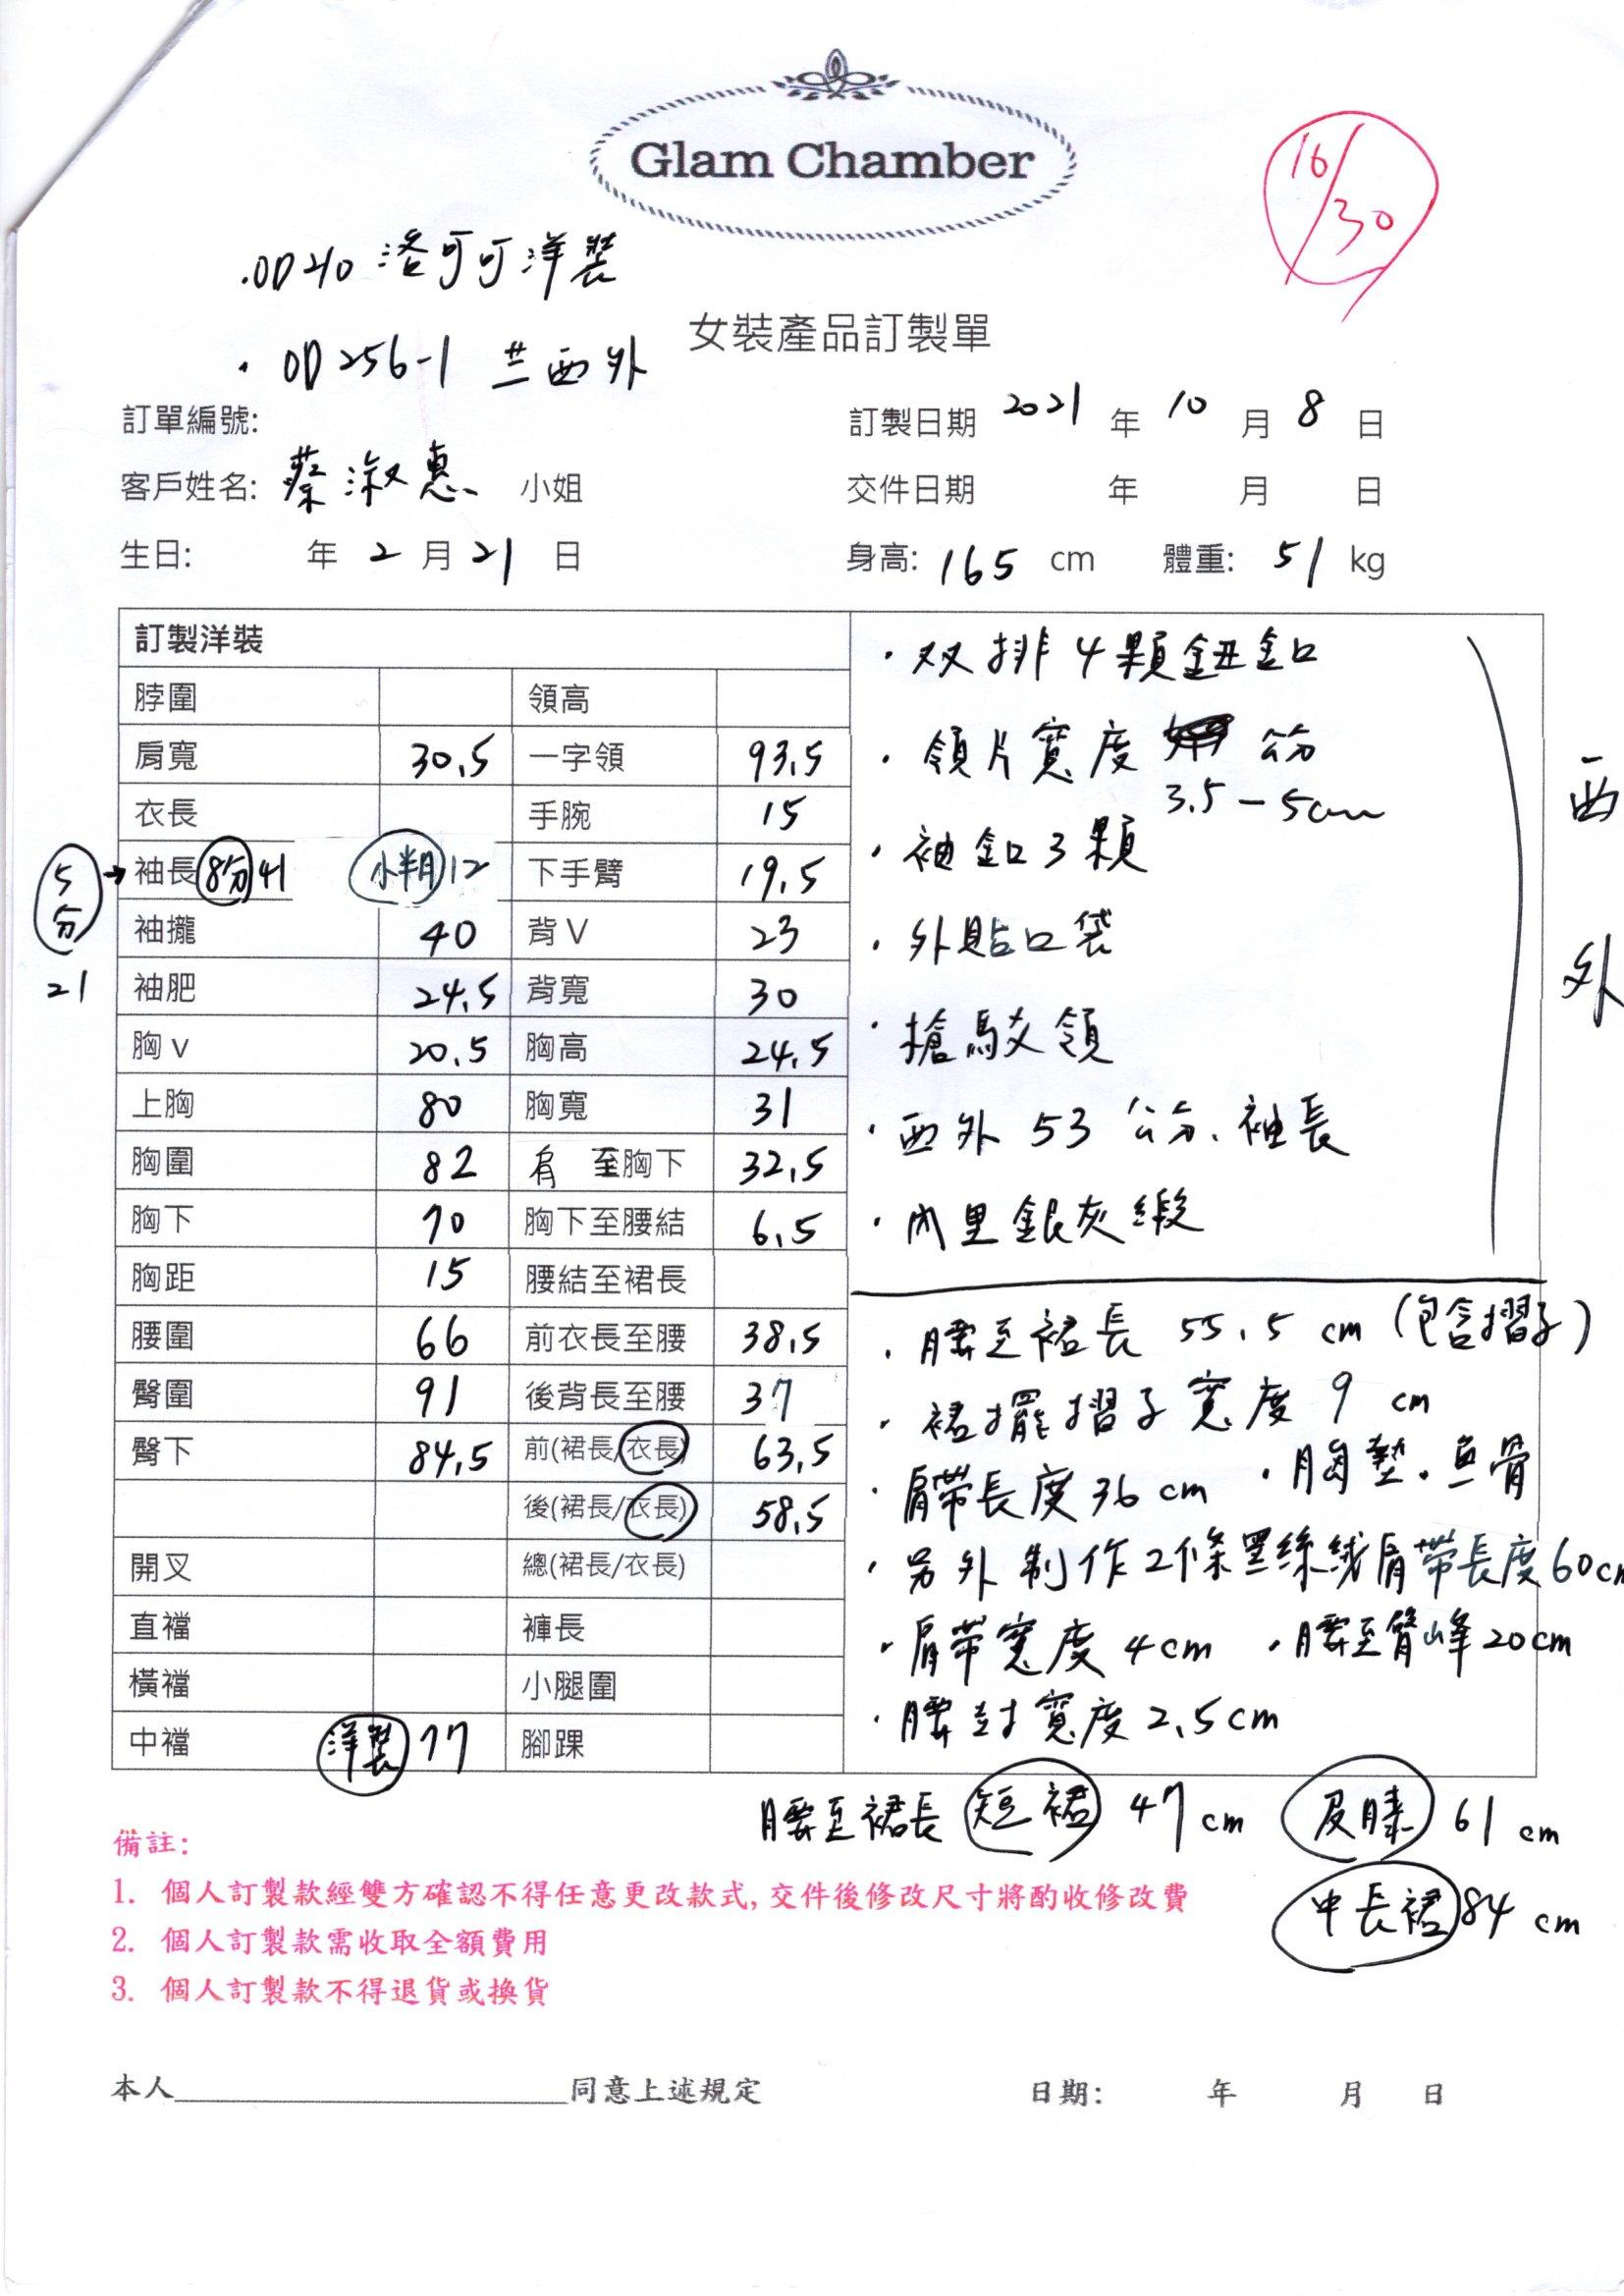 Glam Chamber
16/30
.OD210 洛可可洋裝
女裝產品訂製單
· OD256-1 兰西外
訂單編號:
訂製日期 2021 年 10 月 8 日
客戶姓名: 蔡淑惠 小姐
交件日期 年 月 日
生日: 年 2 月 21 日
身高: 165 cm 體重: 51 kg
訂製洋裝
脖圍 領高
肩寬 30.5 一字領 93.5
衣長 手腕 15
5分 21 → 袖長 8分 41 小半月 12 下手臂 19.5
袖攏 40 背V 23
袖肥 24.5 背寬 30
胸v 20.5 胸高 24.5
上胸 80 胸寬 31
胸圍 82 肩 至胸下 32.5
胸下 70 胸下至腰結 6.5
胸距 15 腰結至裙長
腰圍 66 前衣長至腰 38.5
臀圍 91 後背長至腰 37
臀下 84.5 前(裙長/衣長) 63.5
後(裙長/衣長) 58.5
開叉 總(裙長/衣長)
直襠 褲長
橫襠 小腿圍
中襠 洋裝 77 腳踝
· 双排4顆鈕釦
· 領片寬度 公分
3.5-5cm
· 袖釦3顆
· 外貼口袋
· 搶駁領
· 西外 53 公分、袖長
· 內里銀灰緞
西外
· 腰至裙長 55.5 cm (包含摺子)
· 裙擺摺子寬度 9 cm
· 肩帶長度 36 cm · 胸墊 · 魚骨
· 另外制作2條黑絲絨肩帶長度60cm
· 肩带寬度 4cm · 腰至臀峰20cm
· 腰封寬度2.5cm
腰至裙長 短裙 47 cm 及膝 61 cm
中長裙 84 cm
備註:
1. 個人訂製款經雙方確認不得任意更改款式,交件後修改尺寸將酌收修改費
2. 個人訂製款需收取全額費用
3. 個人訂製款不得退貨或換貨
本人 同意上述規定
日期: 年 月 日